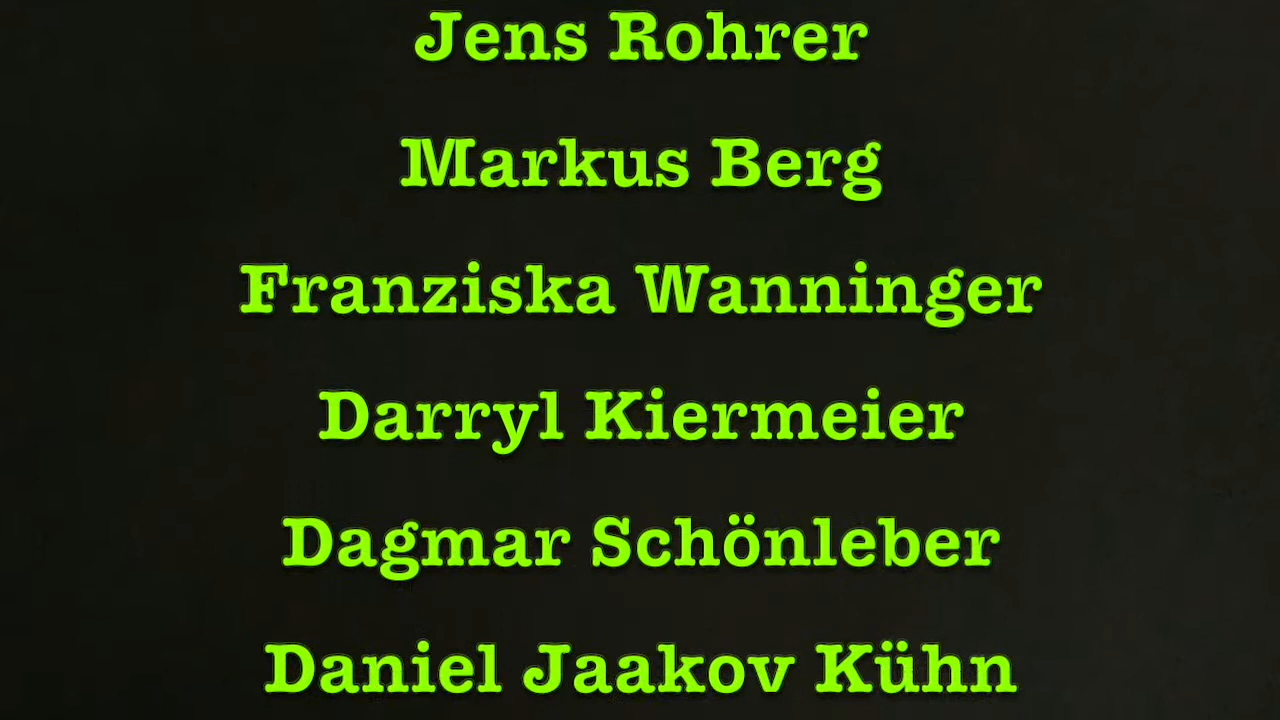 Jens Rohrer
Markus Berg
Franziska Wanninger
Darryl Kiermeier
Dagmar Schönleber
Daniel Jaakov Kühn